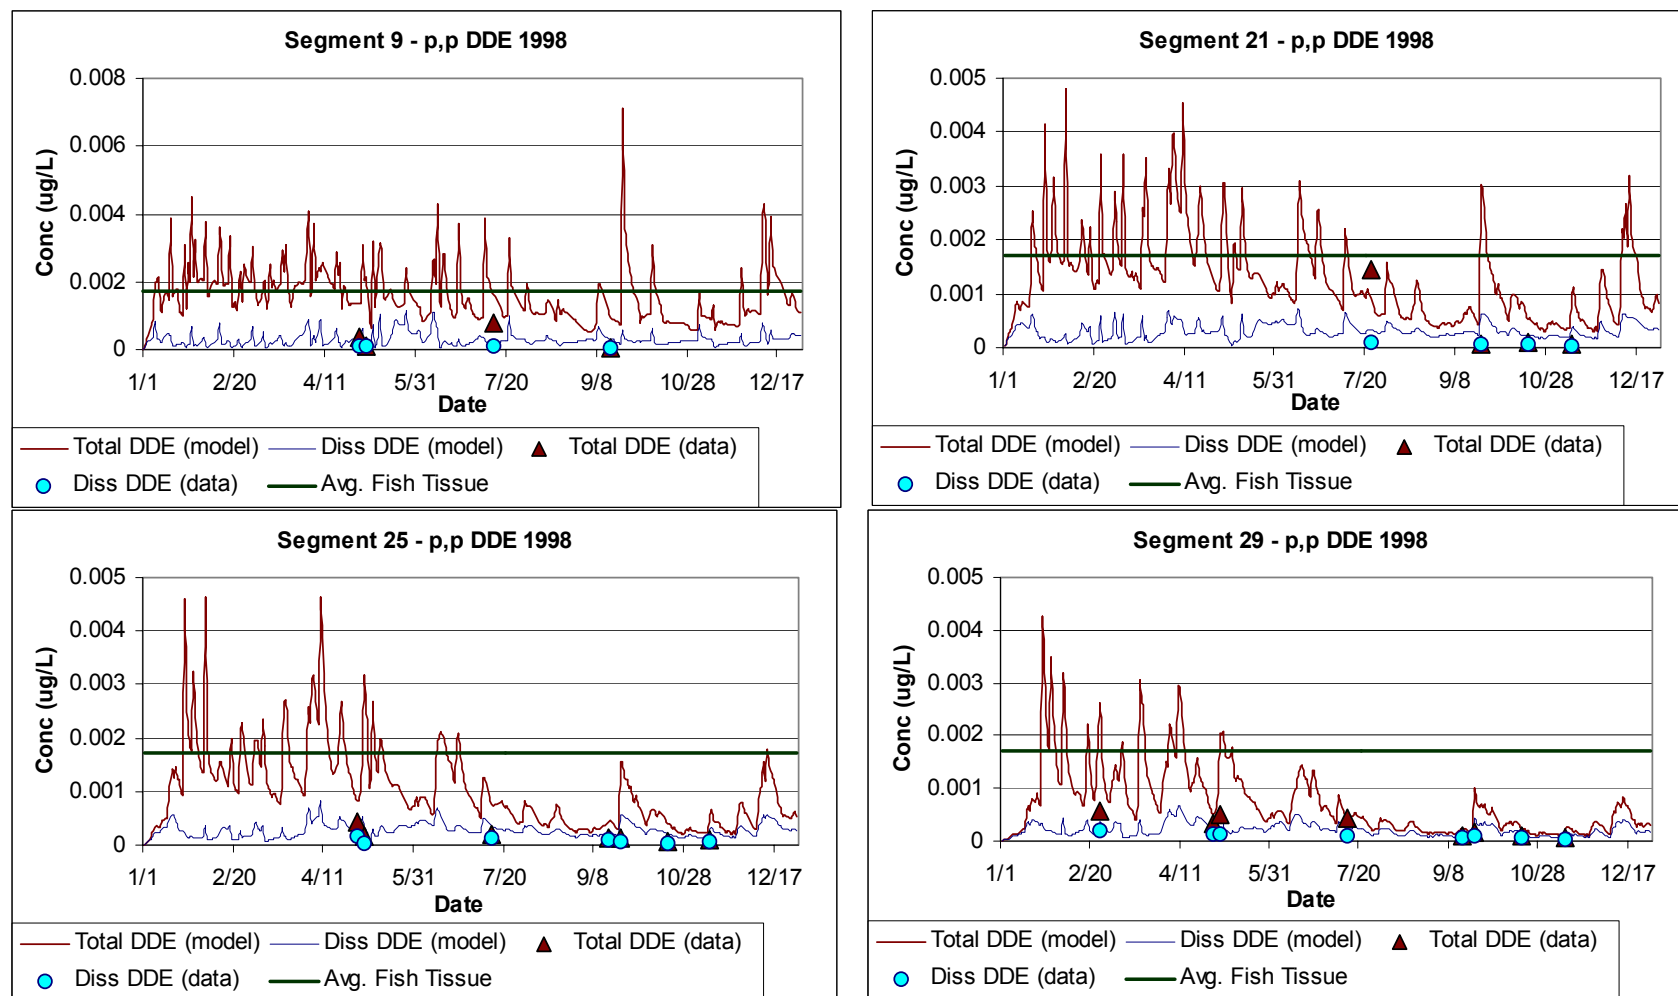 Segment 9 - p,p DDE 1998
0.008
0.006
0.004
0.002
0
Conc (ug/L)
1/1 2/20 4/11 5/31 7/20 9/8 10/28 12/17
Date
Total DDE (model) Diss DDE (model) Total DDE (data)
Diss DDE (data) Avg. Fish Tissue
Segment 21 - p,p DDE 1998
0.005
0.004
0.003
0.002
0.001
0
Conc (ug/L)
1/1 2/20 4/11 5/31 7/20 9/8 10/28 12/17
Date
Total DDE (model) Diss DDE (model) Total DDE (data)
Diss DDE (data) Avg. Fish Tissue
Segment 25 - p,p DDE 1998
0.005
0.004
0.003
0.002
0.001
0
Conc (ug/L)
1/1 2/20 4/11 5/31 7/20 9/8 10/28 12/17
Date
Total DDE (model) Diss DDE (model) Total DDE (data)
Diss DDE (data) Avg. Fish Tissue
Segment 29 - p,p DDE 1998
0.005
0.004
0.003
0.002
0.001
0
Conc (ug/L)
1/1 2/20 4/11 5/31 7/20 9/8 10/28 12/17
Date
Total DDE (model) Diss DDE (model) Total DDE (data)
Diss DDE (data) Avg. Fish Tissue